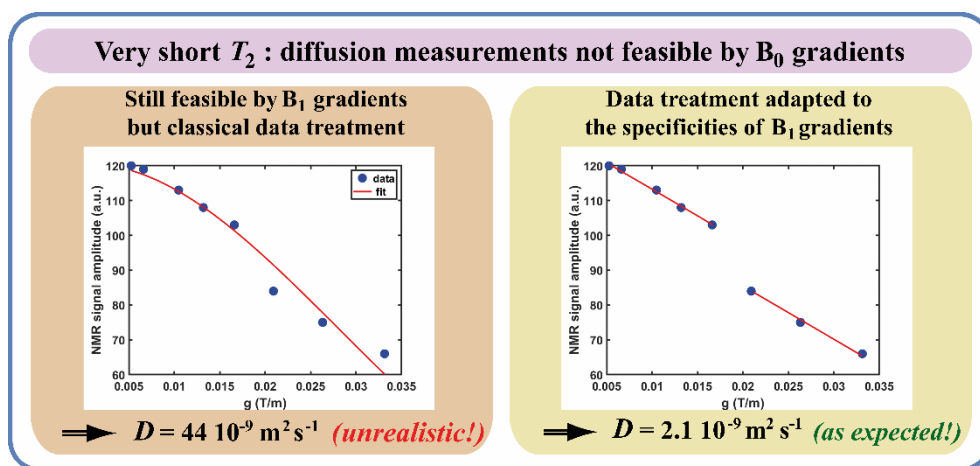 Very short T₂ : diffusion measurements not feasible by B₀ gradients
Still feasible by B₁ gradients
but classical data treatment
120
110
100
90
80
70
60
NMR signal amplitude (a.u.)
data
fit
0.005 0.01 0.015 0.02 0.025 0.03 0.035
g (T/m)
D = 44 10⁻⁹ m² s⁻¹ (unrealistic!)
Data treatment adapted to
the specificities of B₁ gradients
120
110
100
90
80
70
60
NMR signal amplitude (a.u.)
0.005 0.01 0.015 0.02 0.025 0.03 0.035
g (T/m)
D = 2.1 10⁻⁹ m² s⁻¹ (as expected!)